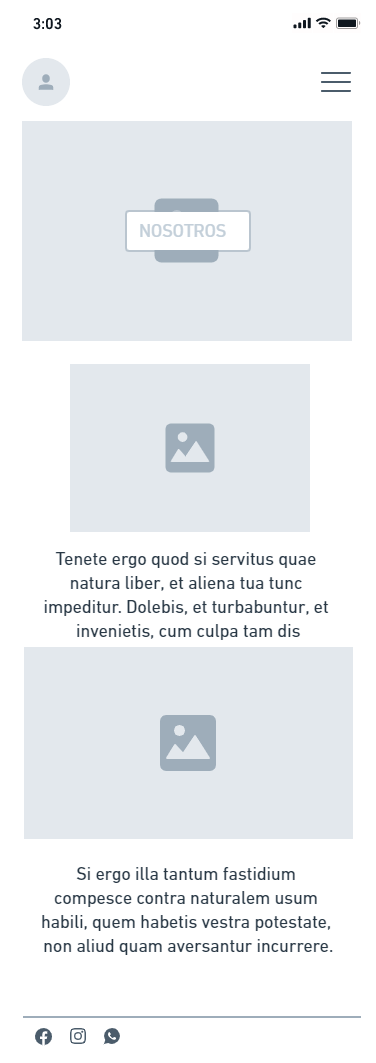 3:03
NOSOTROS
Tenete ergo quod si servitus quae
natura liber, et aliena tua tunc
impeditur. Dolebis, et turbabuntur, et
invenietis, cum culpa tam dis
Si ergo illa tantum fastidium
compesce contra naturalem usum
habili, quem habetis vestra potestate,
non aliud quam aversantur incurrere.